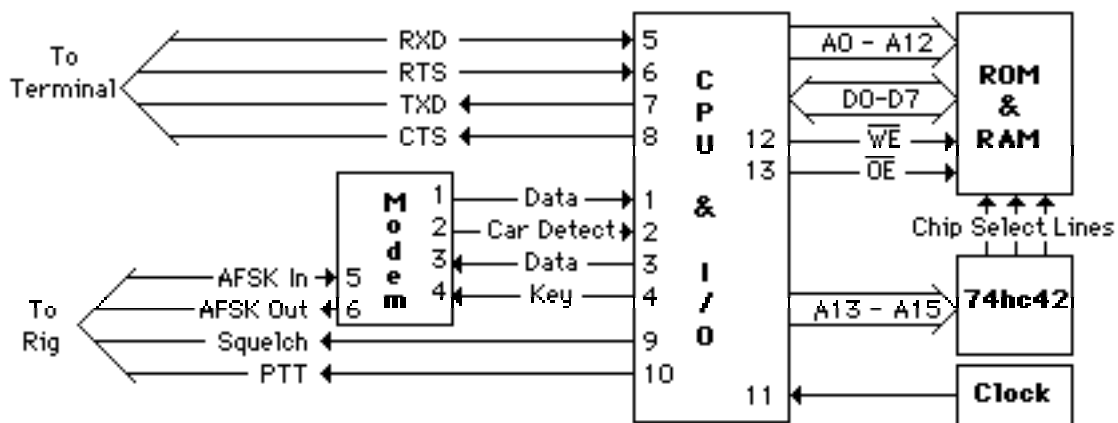 To
Terminal
RXD
RTS
TXD
CTS
5
6
7
8
CPU & I/O
A0 - A12
D0-D7
12
WE
13
OE
ROM
&
RAM
Modem
1
Data
1
2
Car Detect
2
3
Data
3
4
Key
4
Chip Select Lines
To
Rig
AFSK In
5
AFSK Out
6
Squelch
9
PTT
10
A13 - A15
74hc42
11
Clock